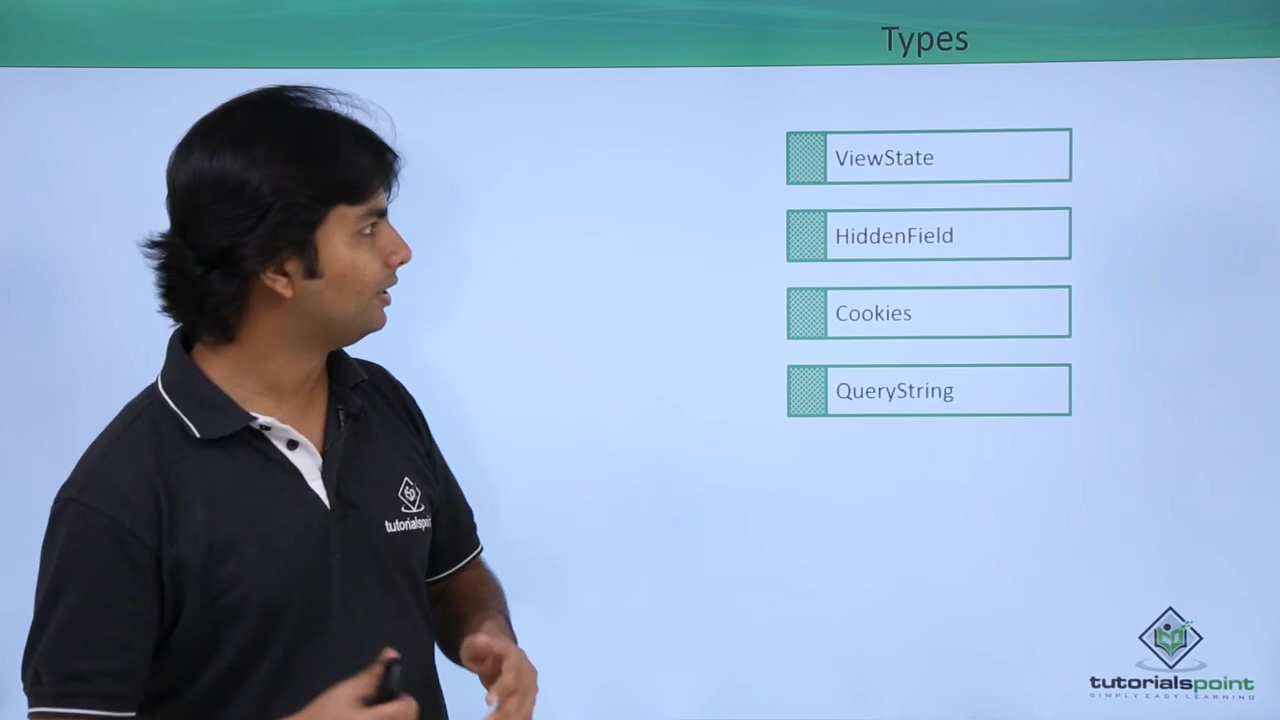 Types
ViewState
HiddenField
Cookies
QueryString
tutorialspoint
tutorialspoint
SIMPLY EASY LEARNING